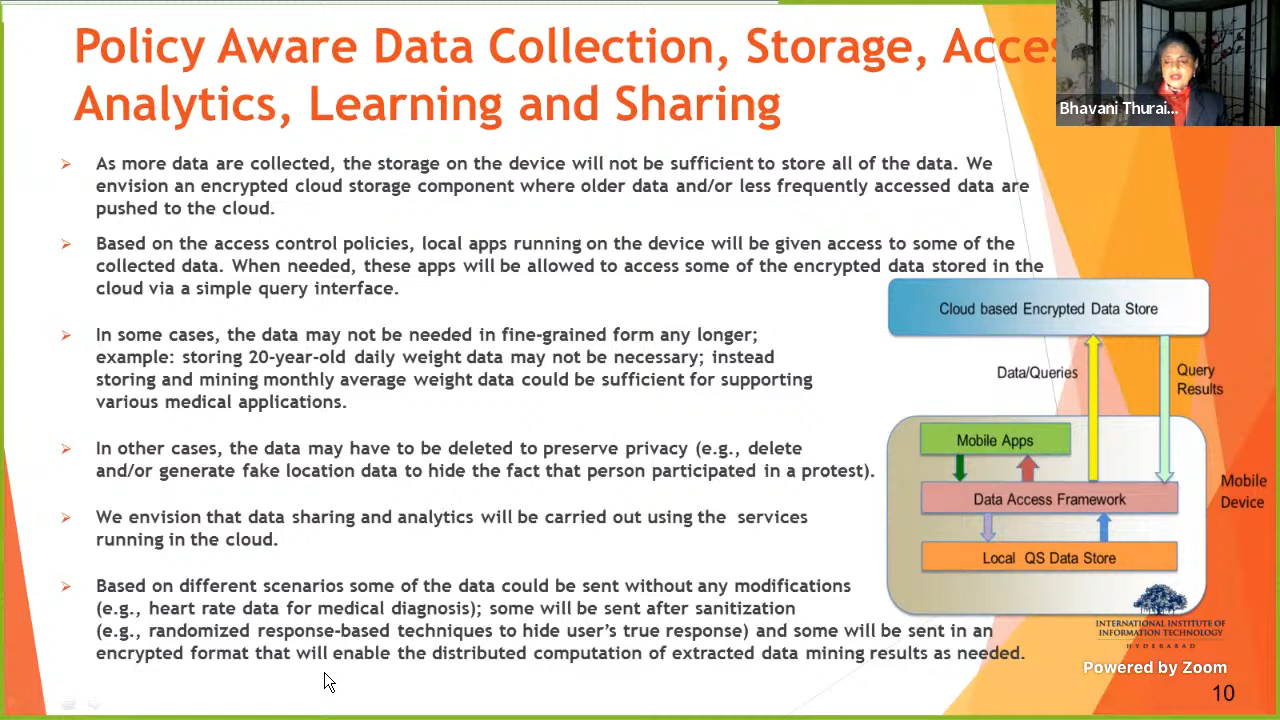 Policy Aware Data Collection, Storage, Acces
Analytics, Learning and Sharing
Bhavani Thurai...
As more data are collected, the storage on the device will not be sufficient to store all of the data. We
envision an encrypted cloud storage component where older data and/or less frequently accessed data are
pushed to the cloud.
Based on the access control policies, local apps running on the device will be given access to some of the
collected data. When needed, these apps will be allowed to access some of the encrypted data stored in the
cloud via a simple query interface.
In some cases, the data may not be needed in fine-grained form any longer;
example: storing 20-year-old daily weight data may not be necessary; instead
storing and mining monthly average weight data could be sufficient for supporting
various medical applications.
In other cases, the data may have to be deleted to preserve privacy (e.g., delete
and/or generate fake location data to hide the fact that person participated in a protest).
We envision that data sharing and analytics will be carried out using the services
running in the cloud.
Based on different scenarios some of the data could be sent without any modifications
(e.g., heart rate data for medical diagnosis); some will be sent after sanitization
(e.g., randomized response-based techniques to hide user's true response) and some will be sent in an
encrypted format that will enable the distributed computation of extracted data mining results as needed.
Cloud based Encrypted Data Store
Data/Queries
Query
Results
Mobile Apps
Data Access Framework
Mobile
Device
Local QS Data Store
INTERNATIONAL INSTITUTE OF
INFORMATION TECHNOLOGY
HYDERABAD
Powered by Zoom
10